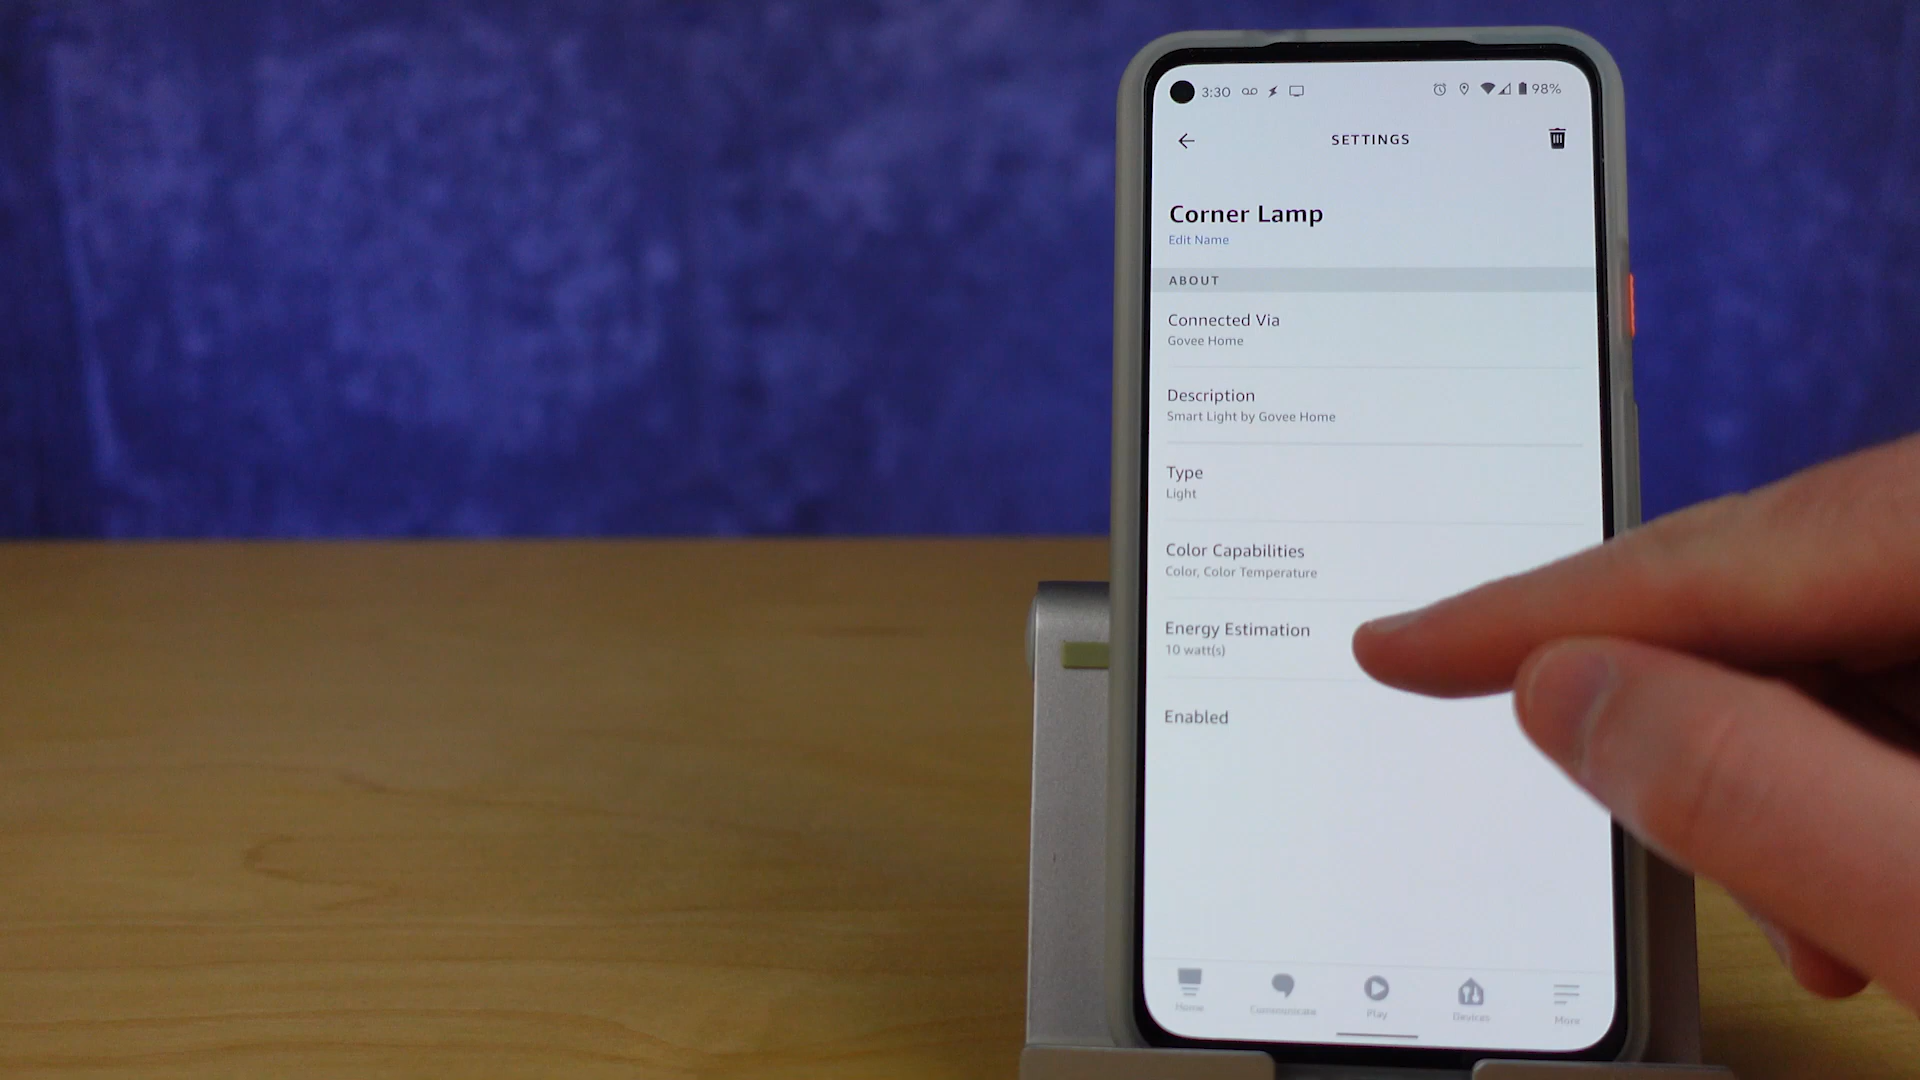 3:30
98%
SETTINGS
Corner Lamp
Edit Name
ABOUT
Connected Via
Govee Home
Description
Smart Light by Govee Home
Type
Light
Color Capabilities
Color, Color Temperature
Energy Estimation
10 watt(s)
Enabled
Home
Communicate
Play
Devices
More